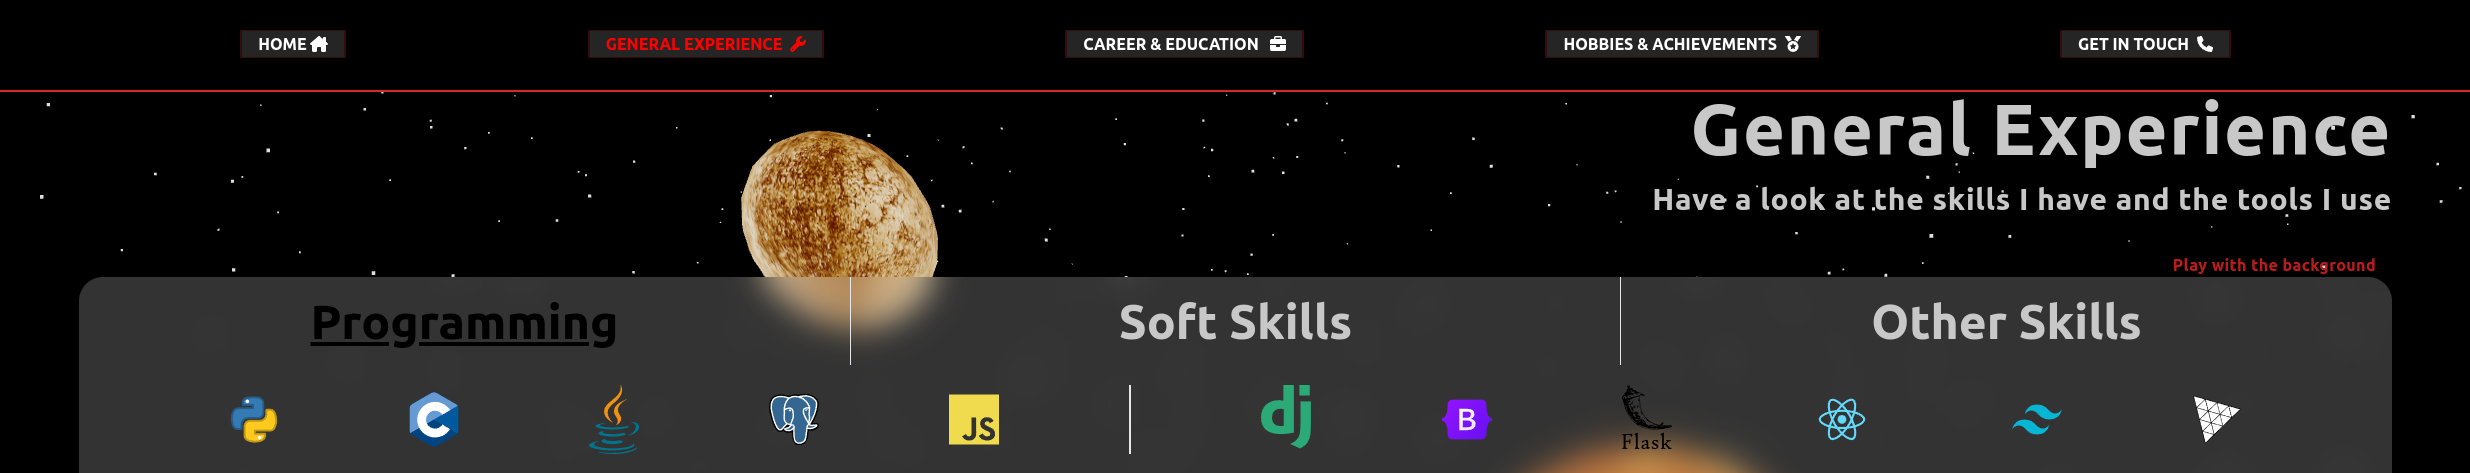 HOME
GENERAL EXPERIENCE
CAREER & EDUCATION
HOBBIES & ACHIEVEMENTS
GET IN TOUCH
General Experience
Have a look at the skills I have and the tools I use
Play with the background
Programming
Soft Skills
Other Skills
C
JS
dj
B
Flask